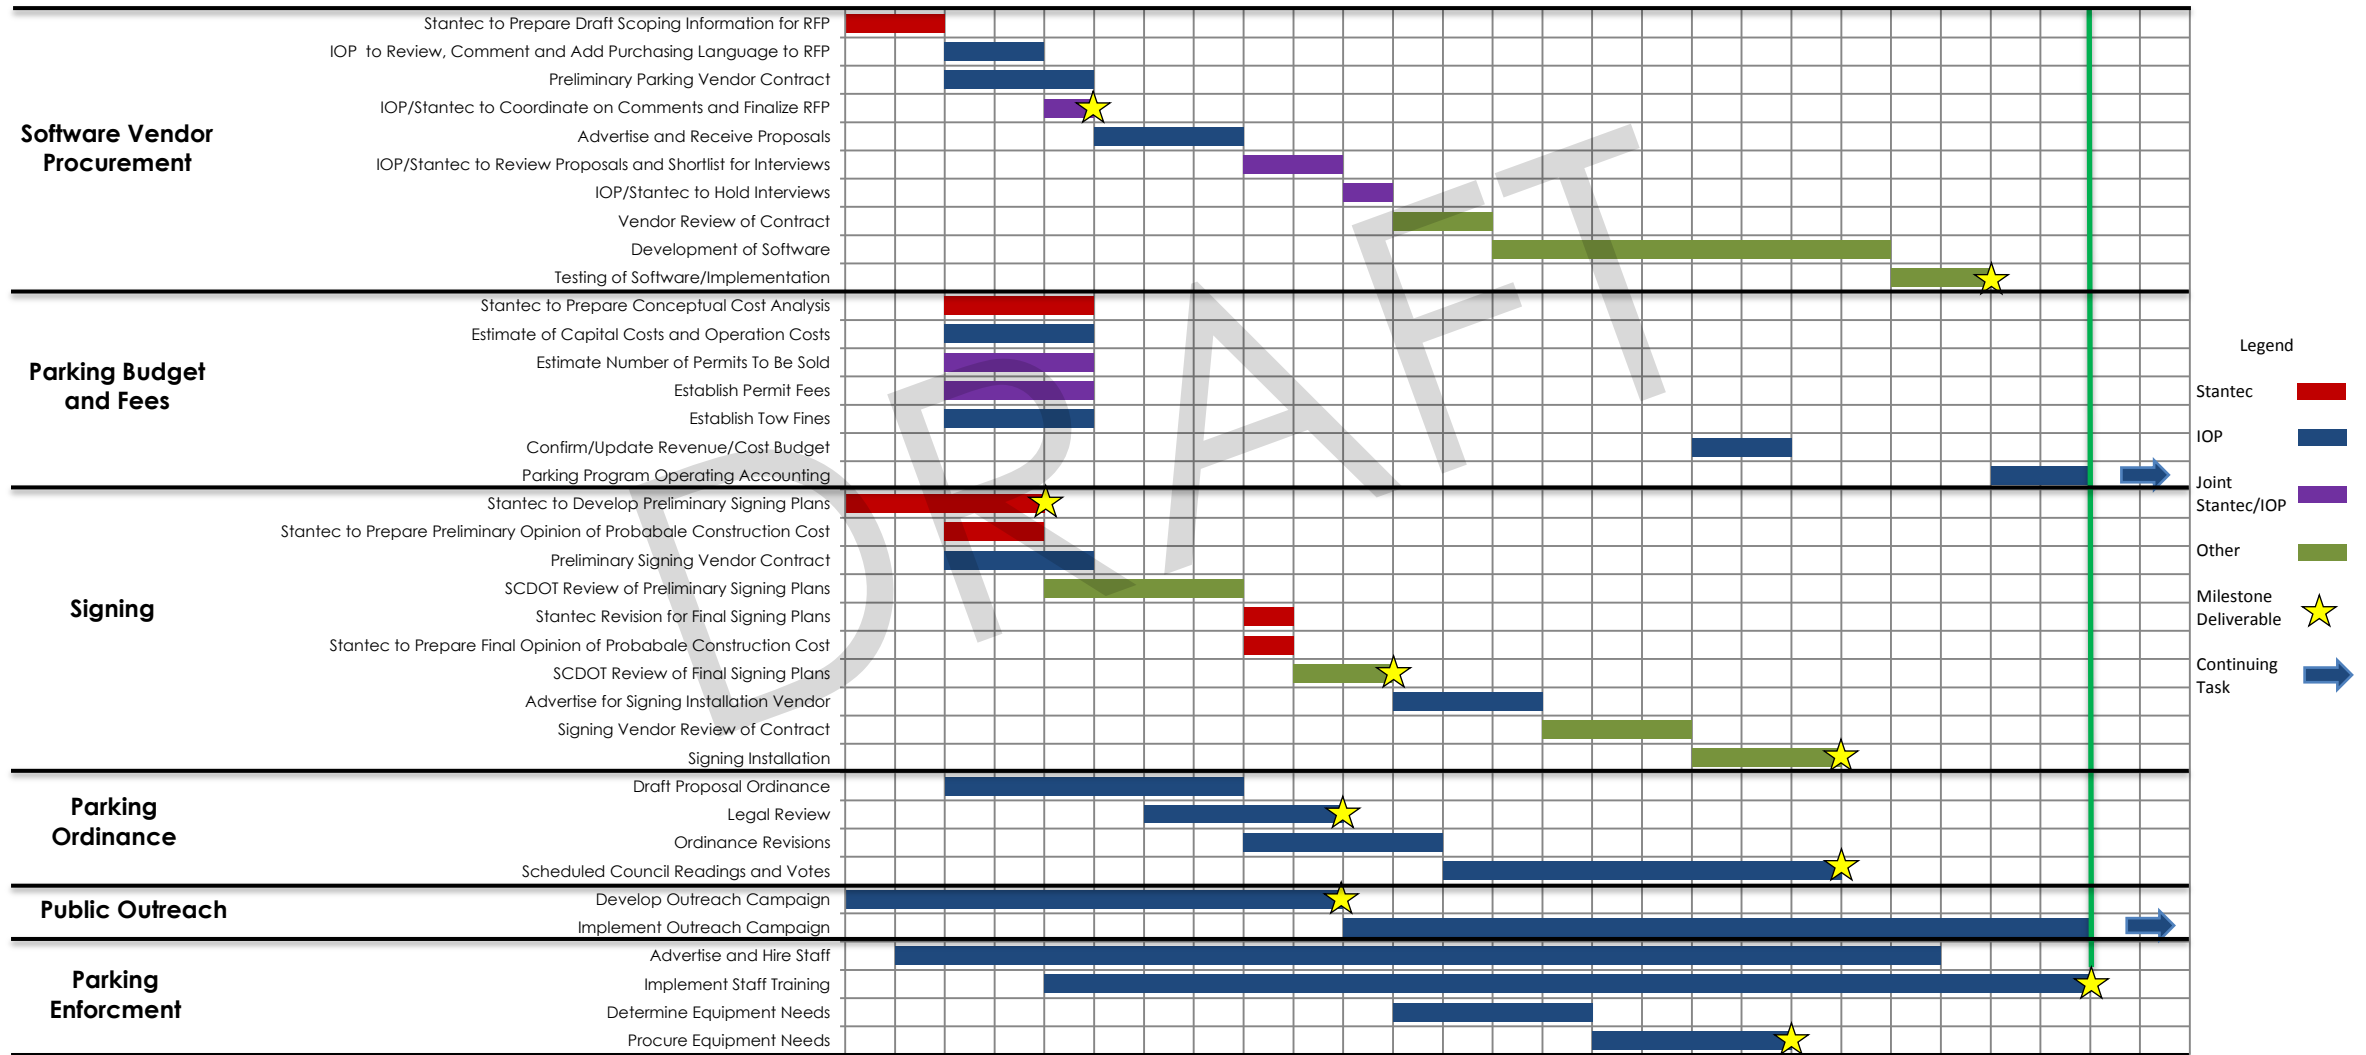 Stantec to Prepare Draft Scoping Information for RFP
IOP to Review, Comment and Add Purchasing Language to RFP
Preliminary Parking Vendor Contract
IOP/Stantec to Coordinate on Comments and Finalize RFP
Software Vendor
Procurement
Advertise and Receive Proposals
IOP/Stantec to Review Proposals and Shortlist for Interviews
IOP/Stantec to Hold Interviews
Vendor Review of Contract
Development of Software
Testing of Software/Implementation
Stantec to Prepare Conceptual Cost Analysis
Estimate of Capital Costs and Operation Costs
Estimate Number of Permits To Be Sold
Parking Budget
and Fees
Establish Permit Fees
Establish Tow Fines
Confirm/Update Revenue/Cost Budget
Parking Program Operating Accounting
Stantec to Develop Preliminary Signing Plans
Stantec to Prepare Preliminary Opinion of Probabale Construction Cost
Preliminary Signing Vendor Contract
SCDOT Review of Preliminary Signing Plans
Signing
Stantec Revision for Final Signing Plans
Stantec to Prepare Final Opinion of Probabale Construction Cost
SCDOT Review of Final Signing Plans
Advertise for Signing Installation Vendor
Signing Vendor Review of Contract
Signing Installation
Parking
Ordinance
Draft Proposal Ordinance
Legal Review
Ordinance Revisions
Scheduled Council Readings and Votes
Public Outreach
Develop Outreach Campaign
Implement Outreach Campaign
Parking
Enforcment
Advertise and Hire Staff
Implement Staff Training
Determine Equipment Needs
Procure Equipment Needs
Legend
Stantec
IOP
Joint
Stantec/IOP
Other
Milestone
Deliverable
Continuing
Task
DRAFT